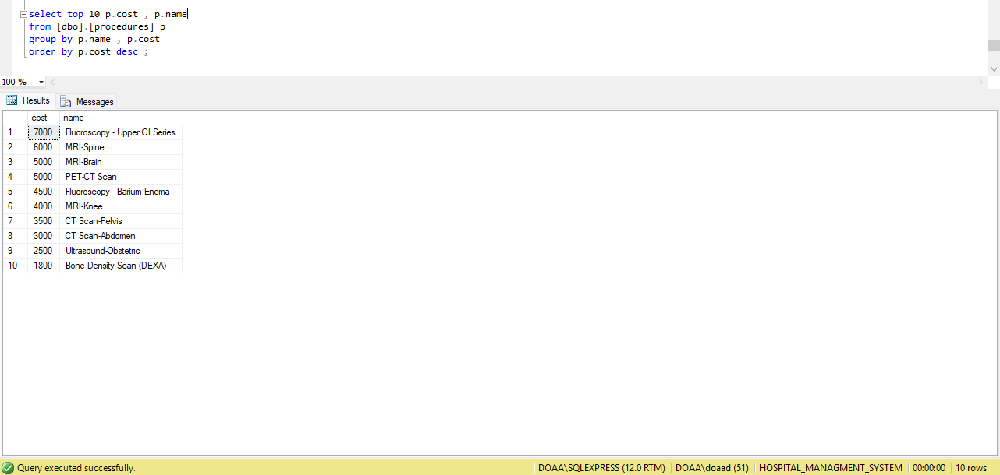 select top 10 p.cost , p.name
from [dbo].[procedures] p
group by p.name , p.cost
order by p.cost desc ;
100 %
Results Messages
cost name
1 7000 Fluoroscopy - Upper GI Series
2 6000 MRI-Spine
3 5000 MRI-Brain
4 5000 PET-CT Scan
5 4500 Fluoroscopy - Barium Enema
6 4000 MRI-Knee
7 3500 CT Scan-Pelvis
8 3000 CT Scan-Abdomen
9 2500 Ultrasound-Obstetric
10 1800 Bone Density Scan (DEXA)
Query executed successfully. DOAA\SQLEXPRESS (12.0 RTM) DOAA\doaad (51) HOSPITAL_MANAGMENT_SYSTEM 00:00:00 10 rows